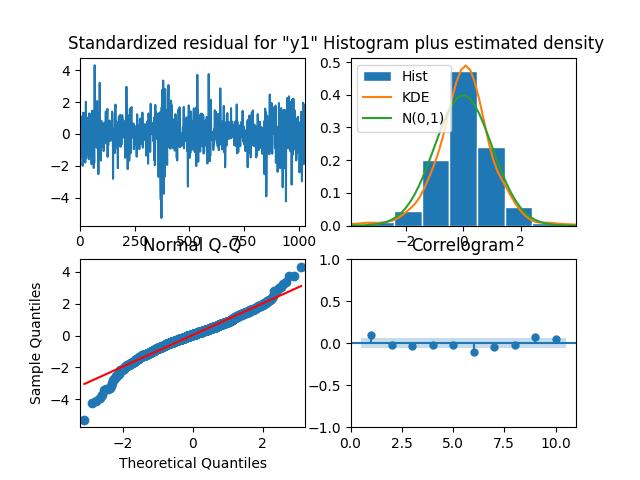 Standardized residual for "y1"
4
2
0
−2
−4
0 250 500 750 1000
Histogram plus estimated density
0.5
0.4
0.3
0.2
0.1
0.0
Hist
KDE
N(0,1)
−2 0 2
Normal Q-Q
Sample Quantiles
4
2
0
−2
−4
−2 0 2
Theoretical Quantiles
Correlogram
1.0
0.5
0.0
−0.5
−1.0
0.0 2.5 5.0 7.5 10.0